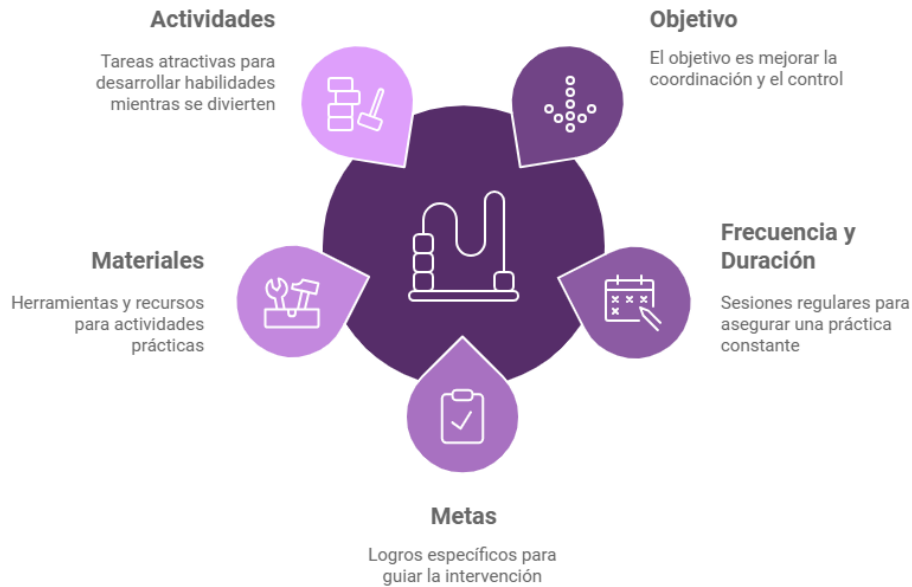 Actividades
Tareas atractivas para
desarrollar habilidades
mientras se divierten
Objetivo
El objetivo es mejorar la
coordinación y el control
Materiales
Herramientas y recursos
para actividades
prácticas
Frecuencia y
Duración
Sesiones regulares para
asegurar una práctica
constante
Metas
Logros específicos para
guiar la intervención